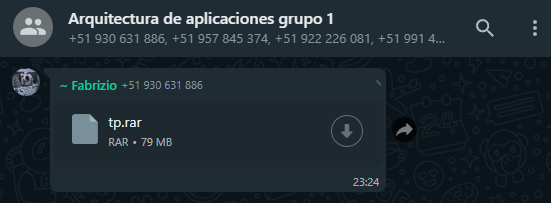 Arquitectura de aplicaciones grupo 1
+51 930 631 886, +51 957 845 374, +51 922 226 081, +51 991 4...
~ Fabrizio +51 930 631 886
tp.rar
RAR • 79 MB
23:24